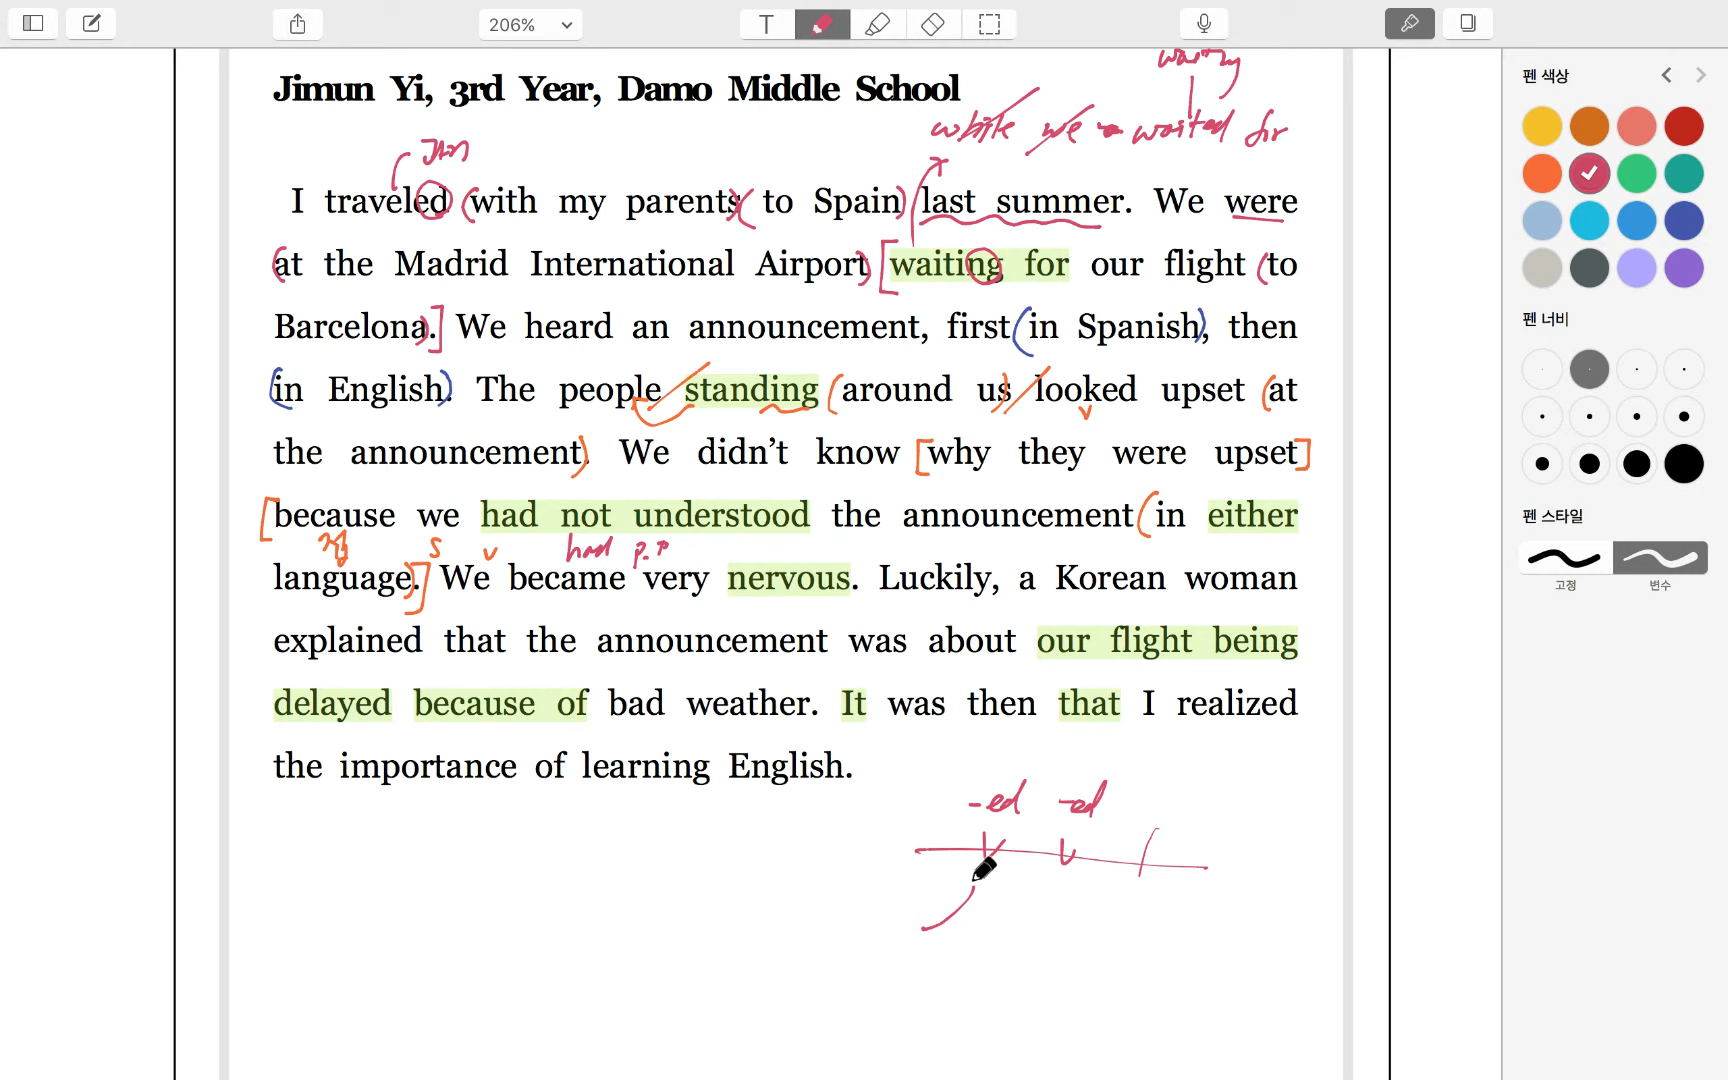 206%
T
펜 색상
waiting
Jimun Yi, 3rd Year, Damo Middle School
while we waited for
I traveled with my parents to Spain last summer. We were
at the Madrid International Airport waiting for our flight to
Barcelona. We heard an announcement, first in Spanish, then
펜 너비
in English. The people standing around us looked upset at
v
the announcement. We didn't know why they were upset
because we had not understood the announcement in either
펜 스타일
s v had p.p
language. We became very nervous. Luckily, a Korean woman
고정 변수
explained that the announcement was about our flight being
delayed because of bad weather. It was then that I realized
the importance of learning English.
-ed -ed